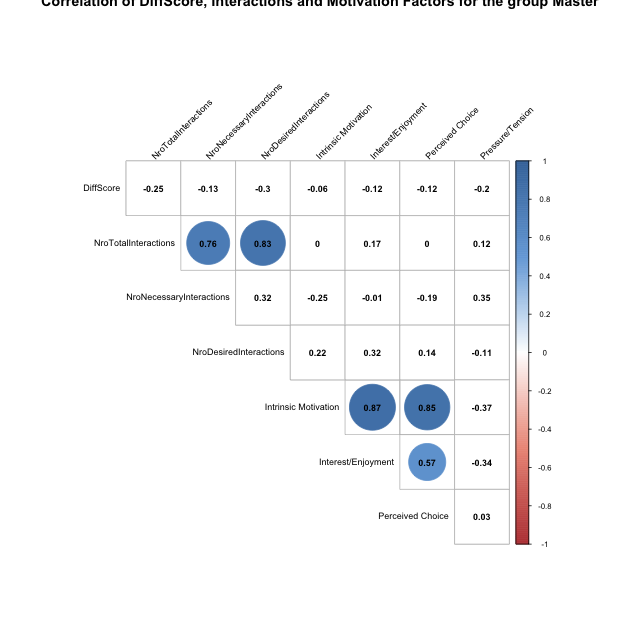 Correlation of DiffScore, Interactions and Motivation Factors for the group Master
NroTotalInteractions
NroNecessaryInteractions
NroDesiredInteractions
Intrinsic Motivation
Interest/Enjoyment
Perceived Choice
Pressure/Tension
DiffScore -0.25 -0.13 -0.3 -0.06 -0.12 -0.12 -0.2
NroTotalInteractions 0.76 0.83 0 0.17 0 0.12
NroNecessaryInteractions 0.32 -0.25 -0.01 -0.19 0.35
NroDesiredInteractions 0.22 0.32 0.14 -0.11
Intrinsic Motivation 0.87 0.85 -0.37
Interest/Enjoyment 0.57 -0.34
Perceived Choice 0.03
1
0.8
0.6
0.4
0.2
0
-0.2
-0.4
-0.6
-0.8
-1